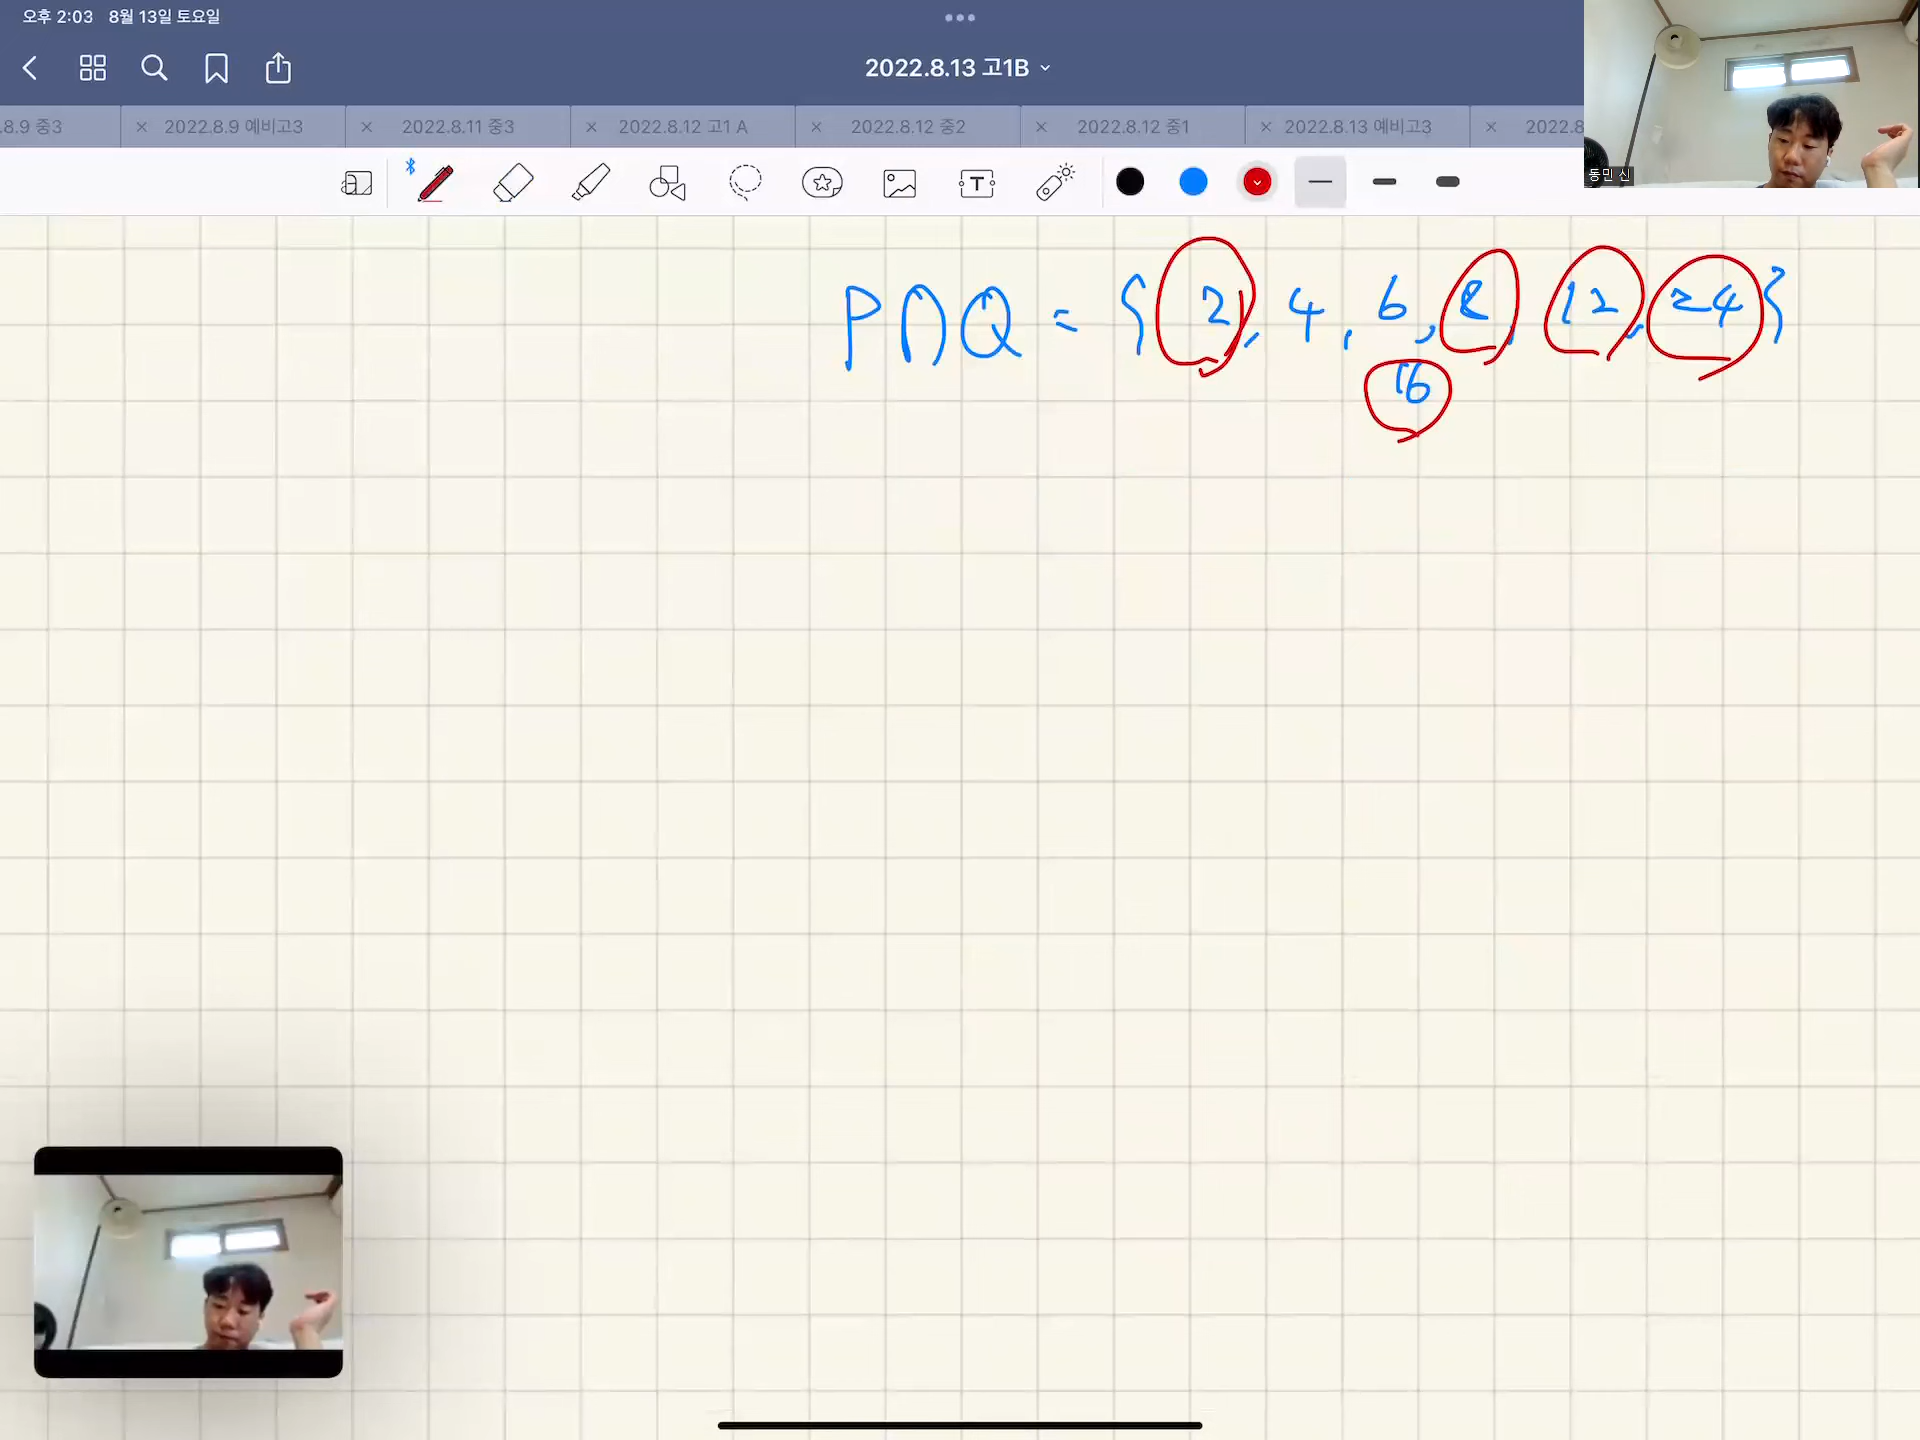 오후 2:03 8월 13일 토요일
2022.8.13 고1B
.8.9 중3 2022.8.9 예비고3 2022.8.11 중3 2022.8.12 고1 A 2022.8.12 중2 2022.8.12 중1 2022.8.13 예비고3 2022.8
동민 신
P∩Q = {2, 4, 6, 8, 12, 24}
16